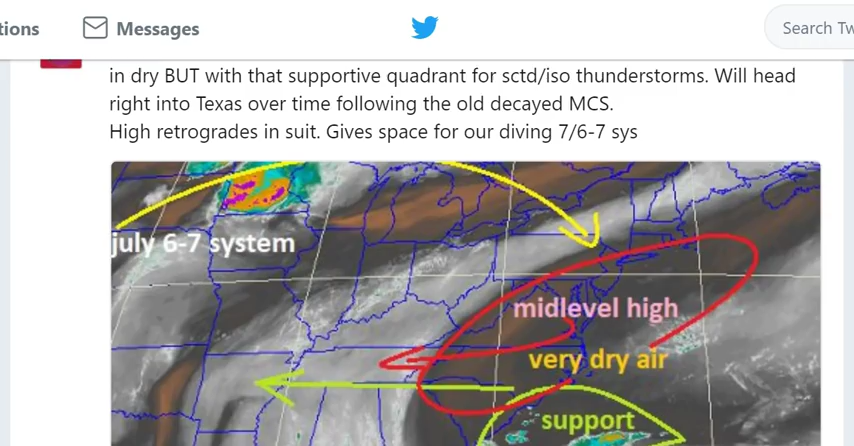 tions
Messages
Search Tw
in dry BUT with that supportive quadrant for sctd/iso thunderstorms. Will head
right into Texas over time following the old decayed MCS.
High retrogrades in suit. Gives space for our diving 7/6-7 sys
july 6-7 system
midlevel high
very dry air
support